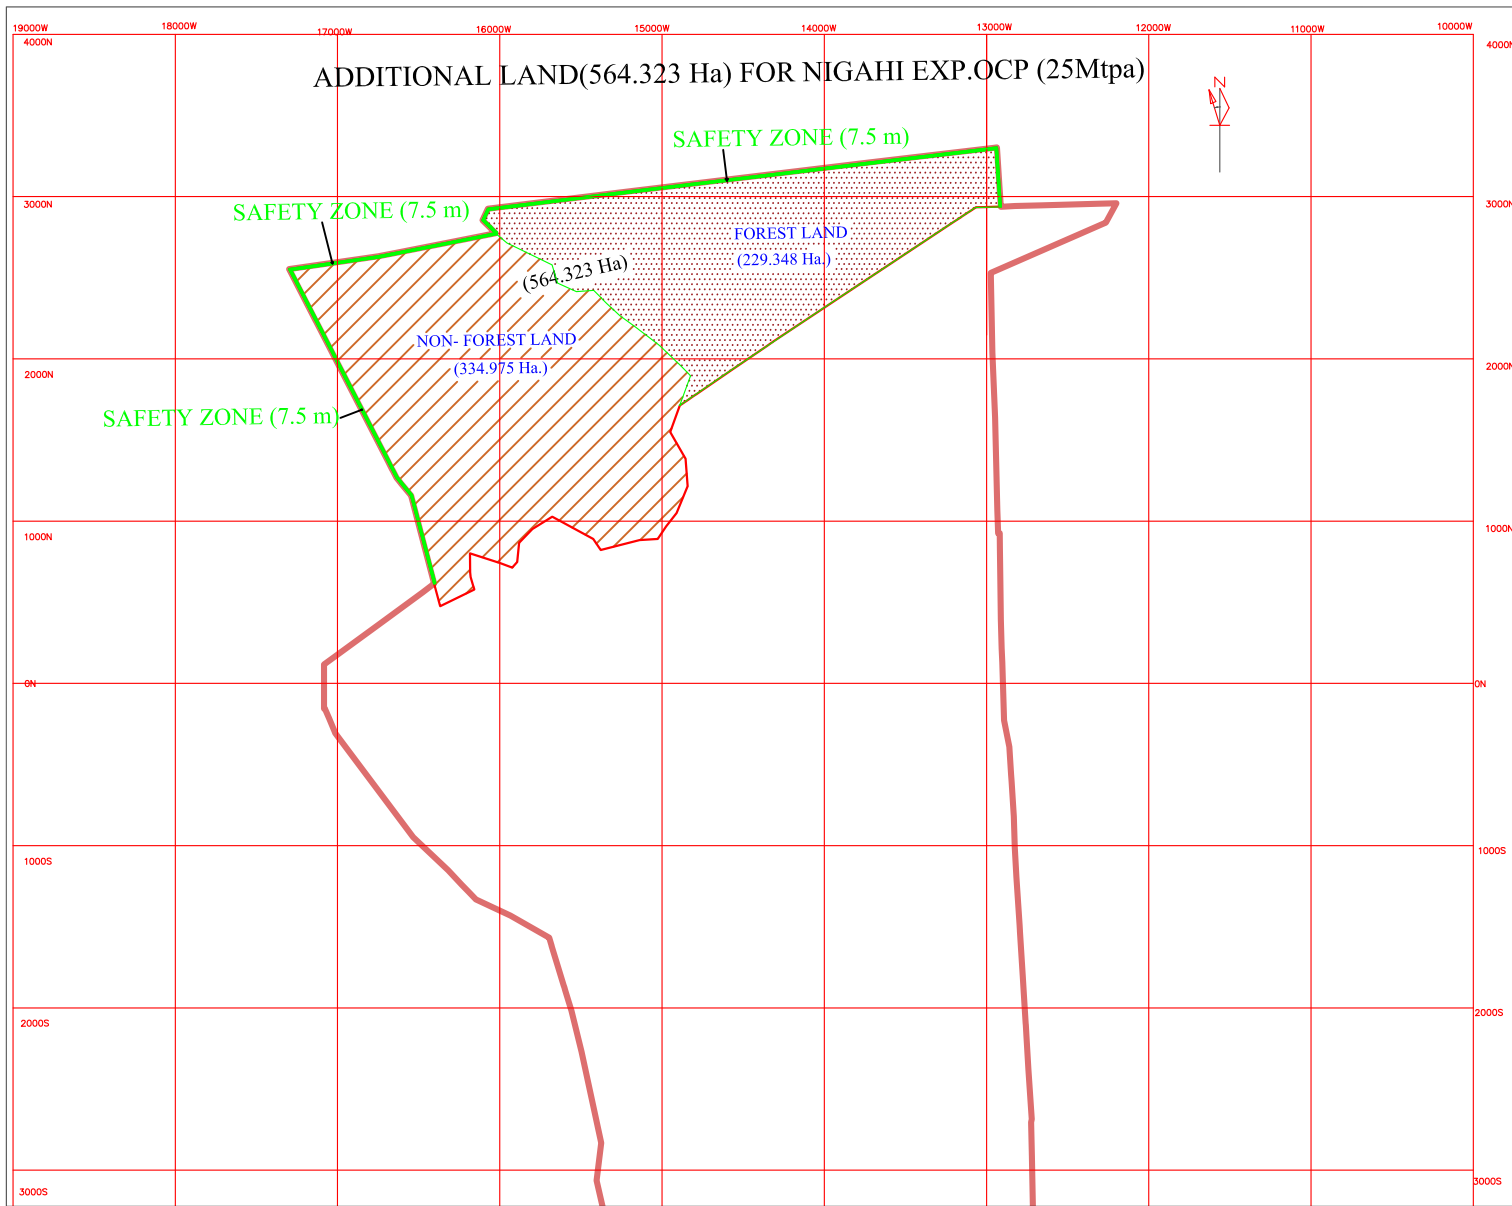 19000W 18000W 17000W 16000W 15000W 14000W 13000W 12000W 11000W 10000W
4000N 4000N
ADDITIONAL LAND(564.323 Ha) FOR NIGAHI EXP.OCP (25Mtpa)
N
SAFETY ZONE (7.5 m)
3000N 3000N
SAFETY ZONE (7.5 m)
FOREST LAND
(229.348 Ha.)
(564.323 Ha)
NON- FOREST LAND
(334.975 Ha.)
2000N 2000N
SAFETY ZONE (7.5 m)
1000N 1000N
0N 0N
1000S 1000S
2000S 2000S
3000S 3000S